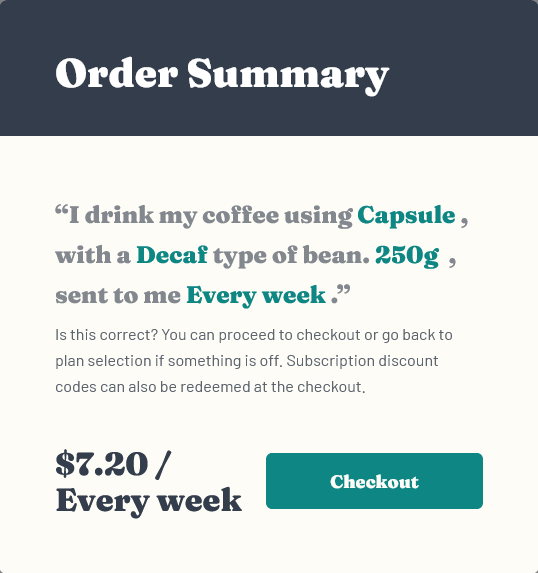 Order Summary
“I drink my coffee using Capsule ,
with a Decaf type of bean. 250g ,
sent to me Every week .”
Is this correct? You can proceed to checkout or go back to
plan selection if something is off. Subscription discount
codes can also be redeemed at the checkout.
$7.20 /
Every week
Checkout